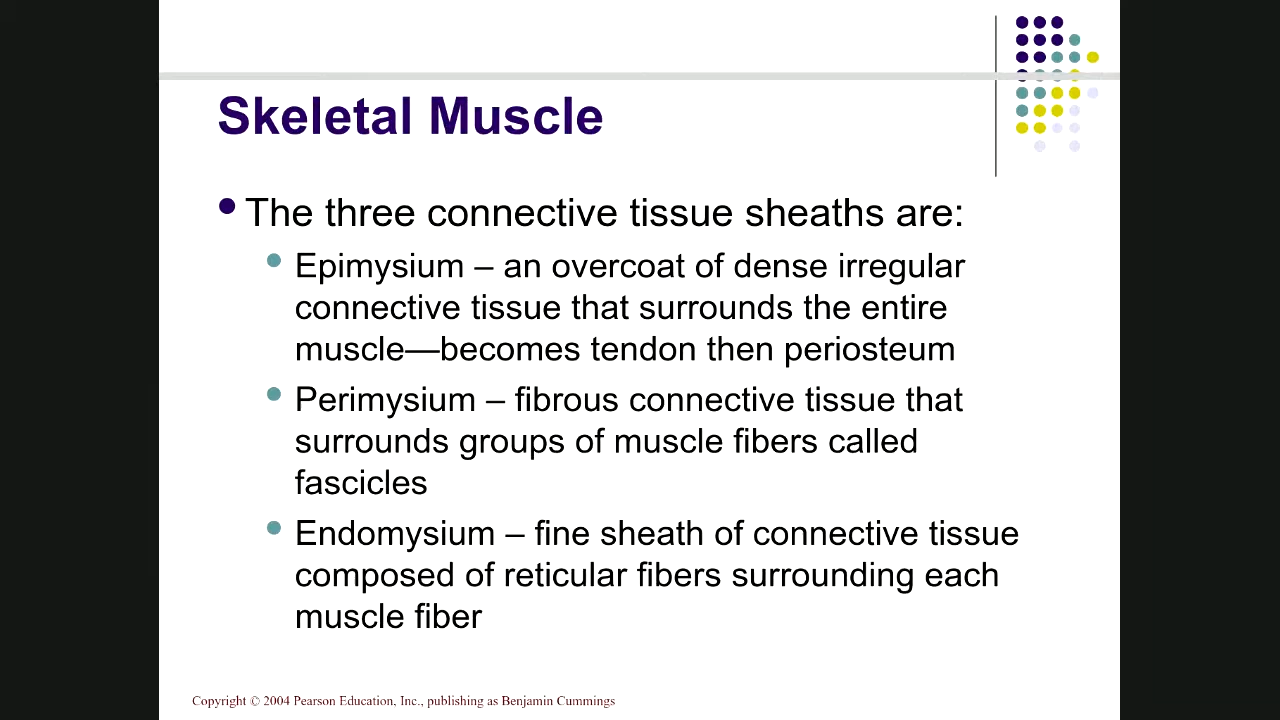 Skeletal Muscle
The three connective tissue sheaths are:
Epimysium – an overcoat of dense irregular
connective tissue that surrounds the entire
muscle—becomes tendon then periosteum
Perimysium – fibrous connective tissue that
surrounds groups of muscle fibers called
fascicles
Endomysium – fine sheath of connective tissue
composed of reticular fibers surrounding each
muscle fiber
Copyright © 2004 Pearson Education, Inc., publishing as Benjamin Cummings